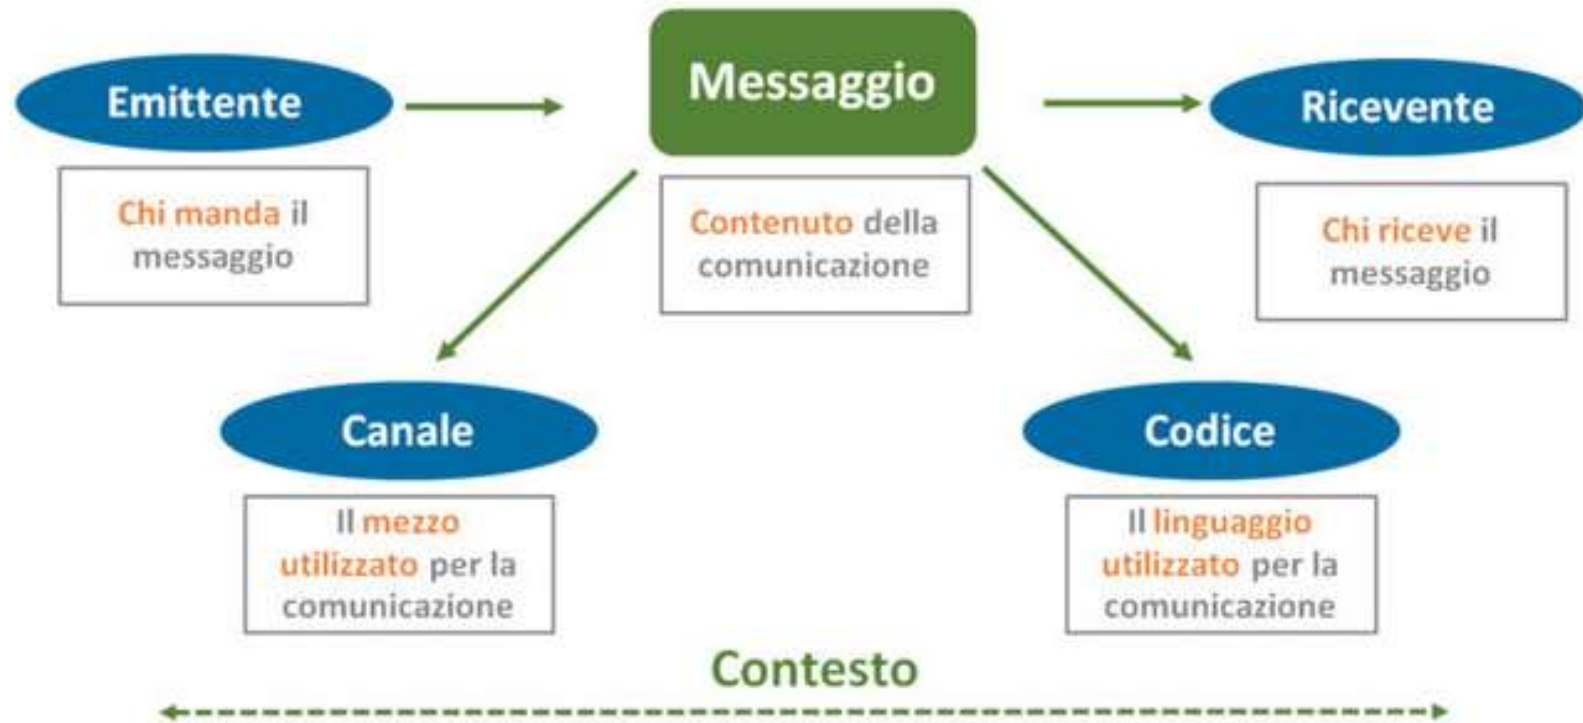 Emittente
Messaggio
Ricevente
Chi manda il
messaggio
Contenuto della
comunicazione
Chi riceve il
messaggio
Canale
Codice
Il mezzo
utilizzato per la
comunicazione
Il linguaggio
utilizzato per la
comunicazione
Contesto